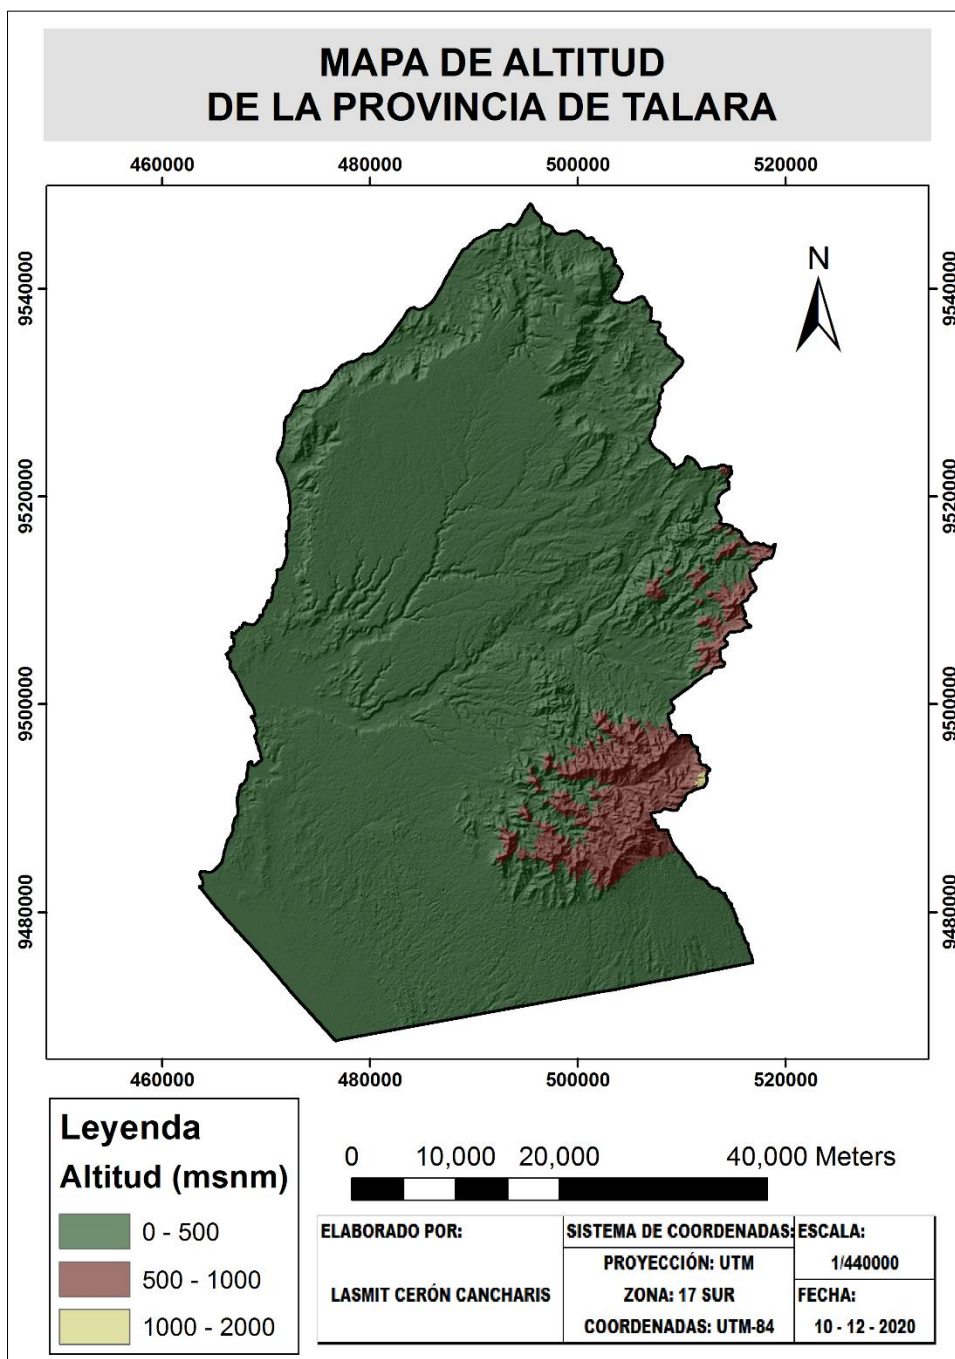 MAPA DE ALTITUD
DE LA PROVINCIA DE TALARA
460000 480000 500000 520000
N
9540000 9540000
9520000 9520000
9500000 9500000
9480000 9480000
460000 480000 500000 520000
Leyenda
Altitud (msnm)
0 - 500
500 - 1000
1000 - 2000
0 10,000 20,000 40,000 Meters
ELABORADO POR:
LASMIT CERÓN CANCHARIS
SISTEMA DE COORDENADAS:
PROYECCIÓN: UTM
ZONA: 17 SUR
COORDENADAS: UTM-84
ESCALA:
1/440000
FECHA:
10 - 12 - 2020